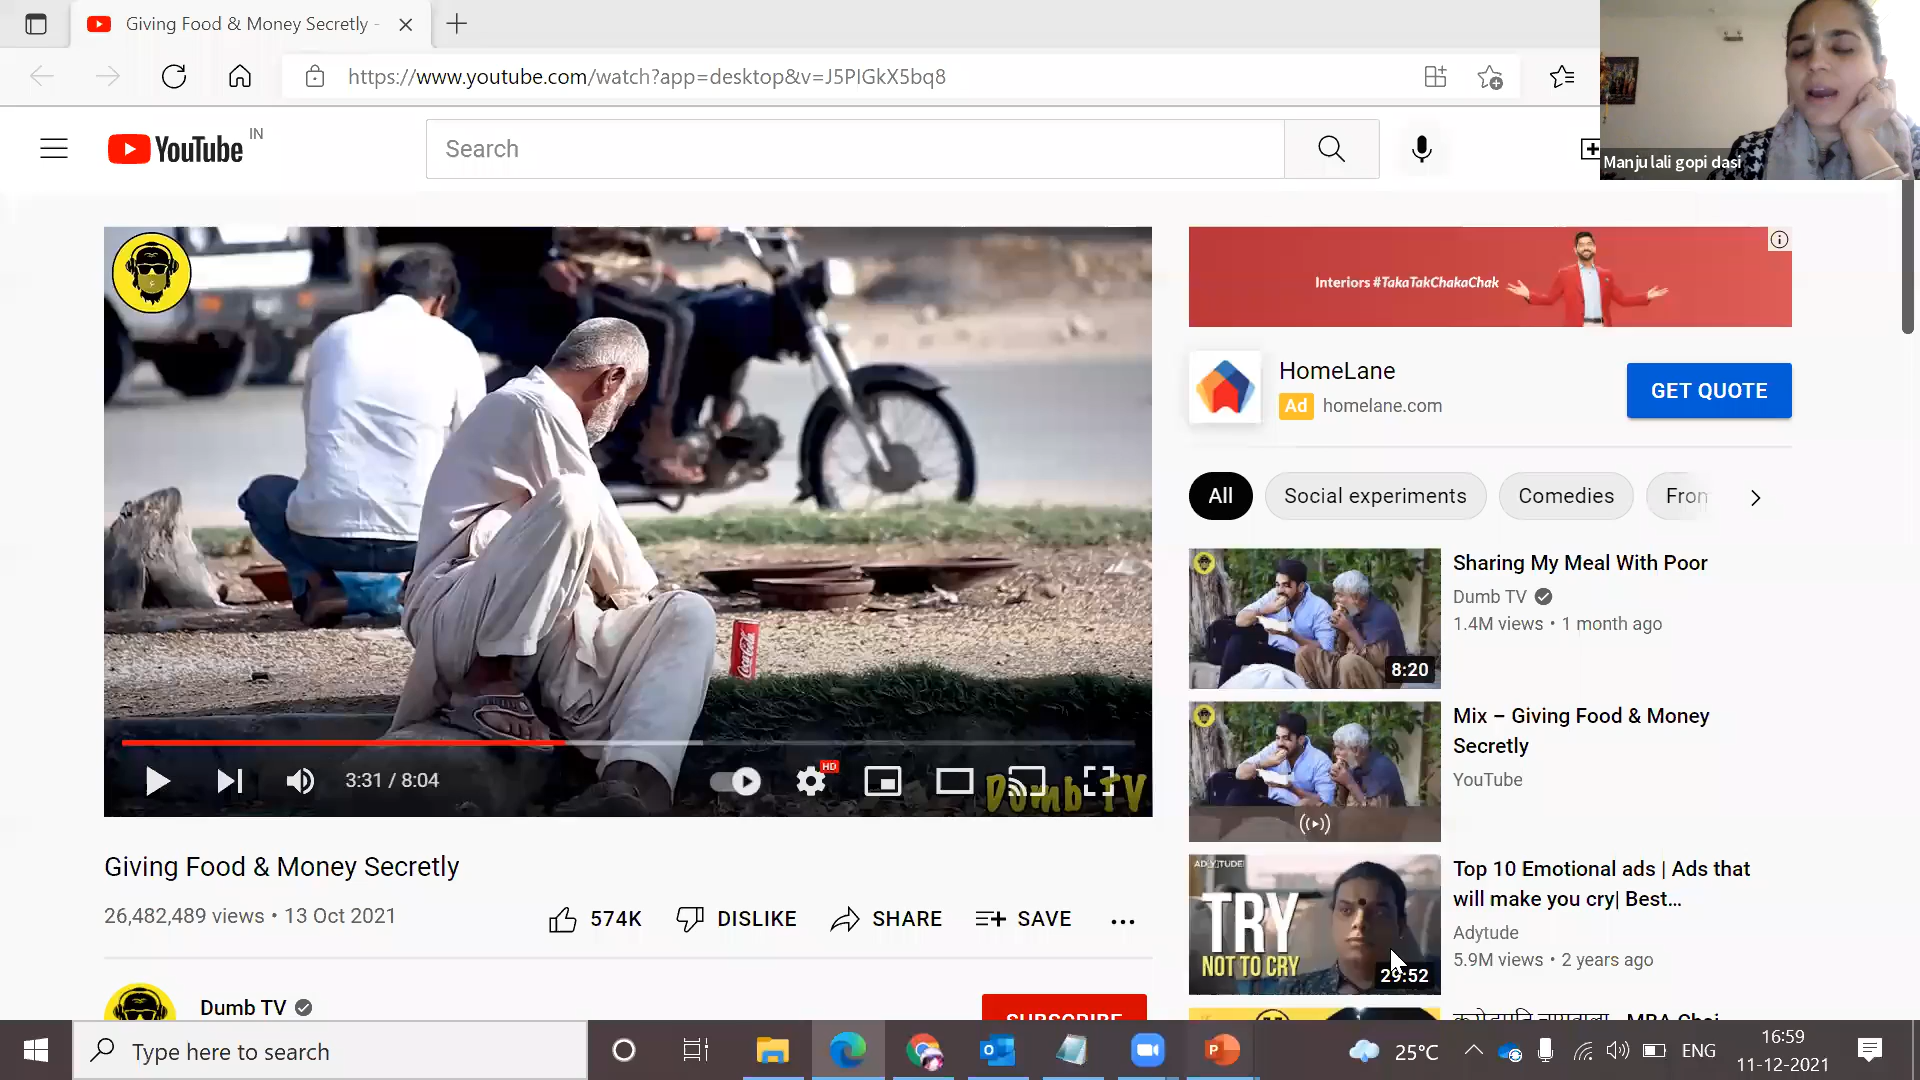 Giving Food & Money Secretly -
https://www.youtube.com/watch?app=desktop&v=J5PIGkX5bq8
YouTube IN
Search
Manju lali gopi dasi
Interiors #TakaTakChakaChak
HomeLane
Ad homelane.com
GET QUOTE
All
Social experiments
Comedies
Coca-Cola
3:31 / 8:04
HD
Dumb TV
Giving Food & Money Secretly
26,482,489 views • 13 Oct 2021
574K
DISLIKE
SHARE
SAVE
Dumb TV
SUBSCRIBE
8:20
Sharing My Meal With Poor
Dumb TV
1.4M views • 1 month ago
Mix – Giving Food & Money
Secretly
YouTube
TRY
NOT TO CRY
29:52
Top 10 Emotional ads | Ads that
will make you cry| Best...
Adytude
5.9M views • 2 years ago
Type here to search
25°C
ENG
16:59
11-12-2021